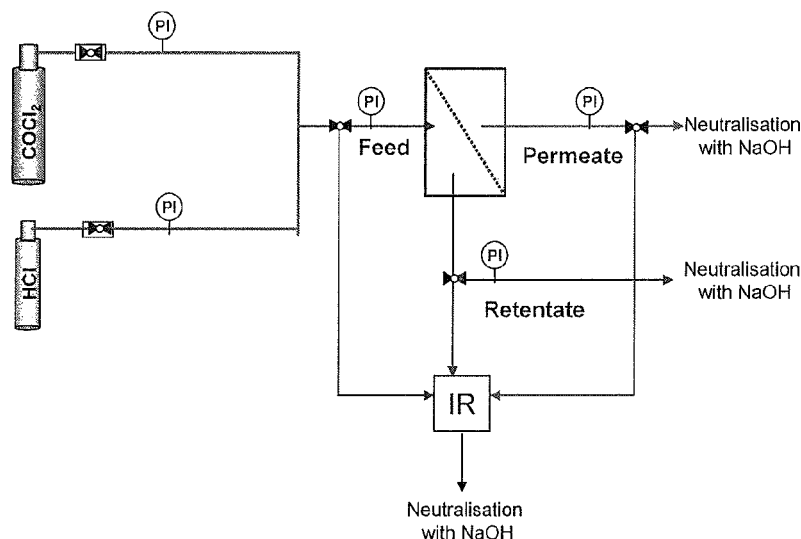 PI
COCl₂
PI
HCl
PI
Feed
PI
Permeate
Neutralisation
with NaOH
PI
Retentate
Neutralisation
with NaOH
IR
Neutralisation
with NaOH